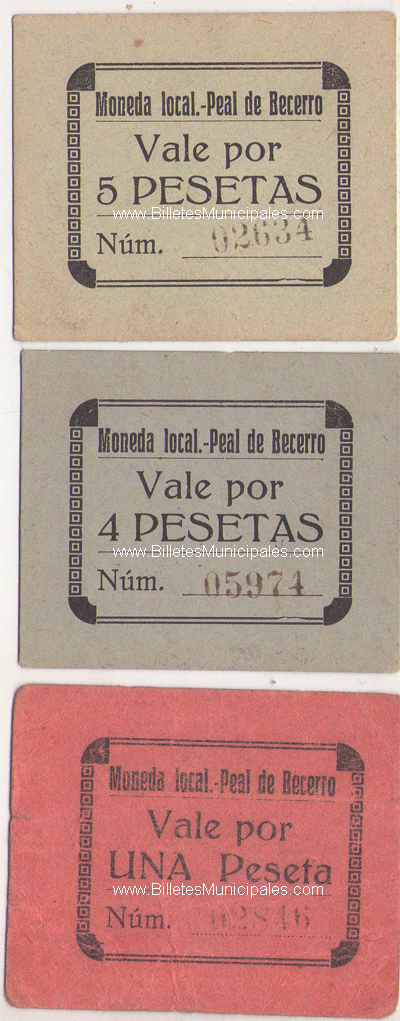 Moneda local.-Peal de Becerro
Vale por
5 PESETAS
www.BilletesMunicipales.com
Núm. 02634
Moneda local.-Peal de Becerro
Vale por
4 PESETAS
www.BilletesMunicipales.com
Núm. 05974
Moneda local.-Peal de Becerro
Vale por
UNA Peseta
www.BilletesMunicipales.com
Núm. 02846